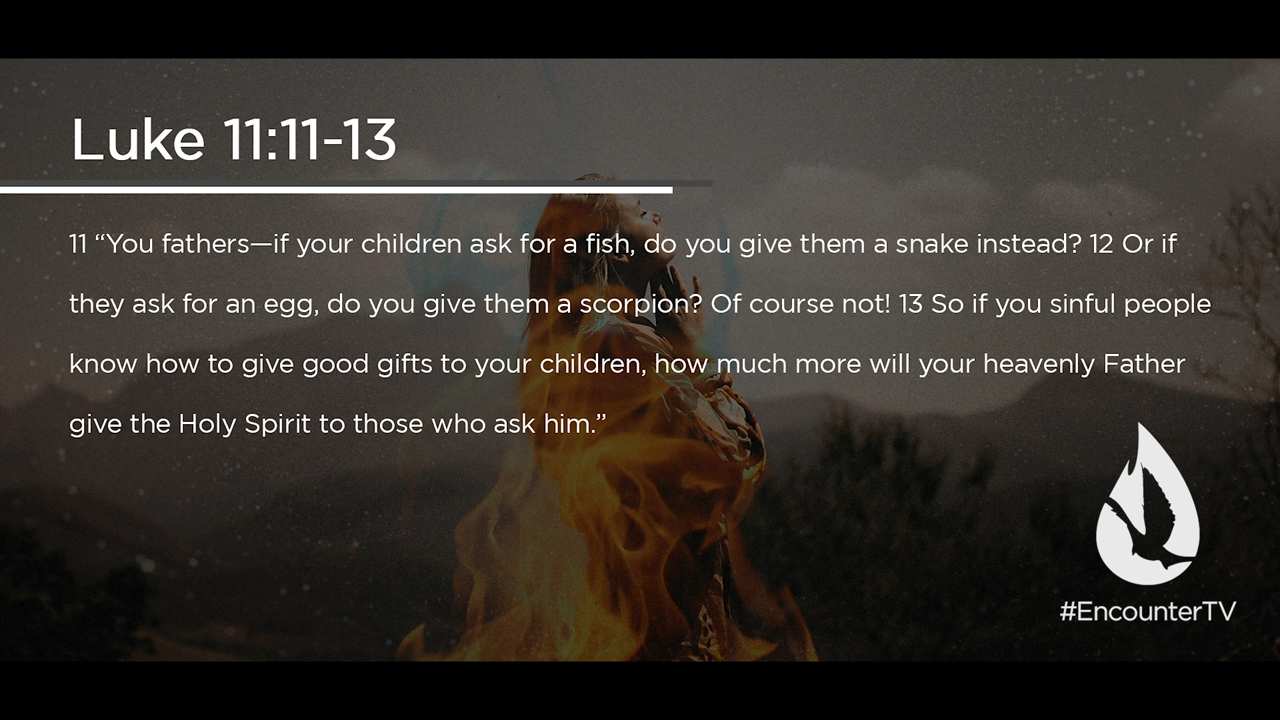 Luke 11:11-13
11 “You fathers—if your children ask for a fish, do you give them a snake instead? 12 Or if
they ask for an egg, do you give them a scorpion? Of course not! 13 So if you sinful people
know how to give good gifts to your children, how much more will your heavenly Father
give the Holy Spirit to those who ask him.”
#EncounterTV